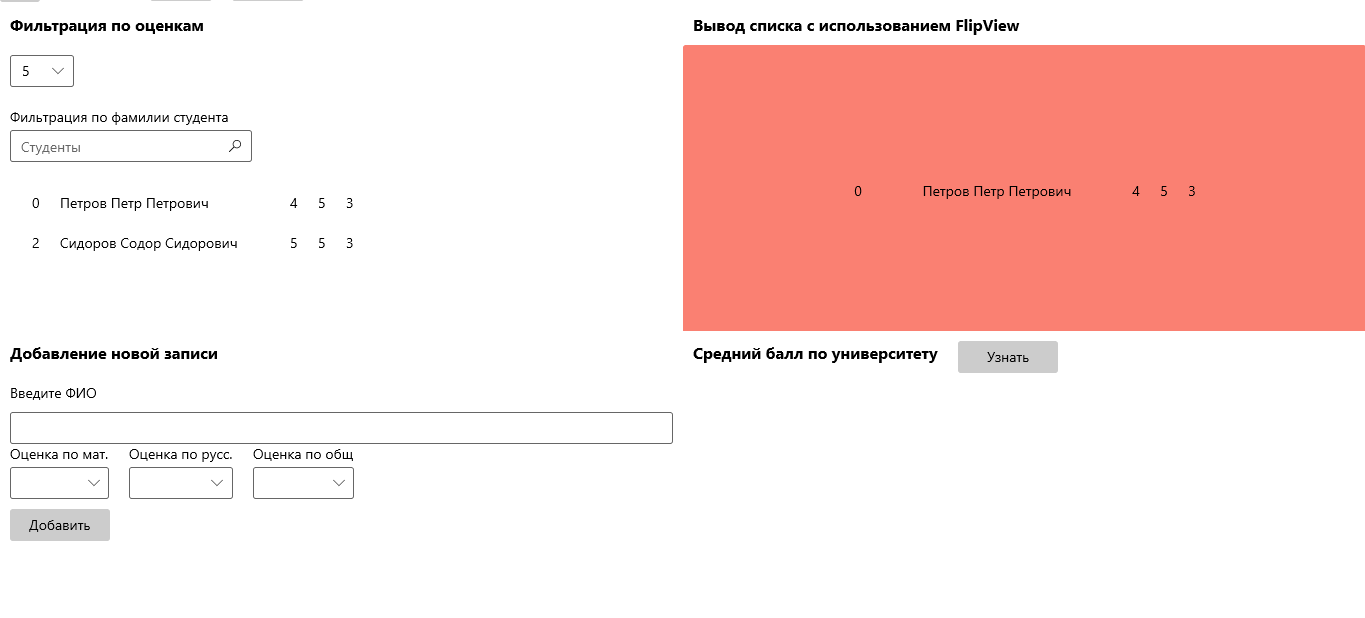 Фильтрация по оценкам
5
Фильтрация по фамилии студента
Студенты
0 Петров Петр Петрович 4 5 3
2 Сидоров Содор Сидорович 5 5 3
Вывод списка с использованием FlipView
0 Петров Петр Петрович 4 5 3
Добавление новой записи
Введите ФИО
Оценка по мат. Оценка по русс. Оценка по общ
Добавить
Средний балл по университету Узнать